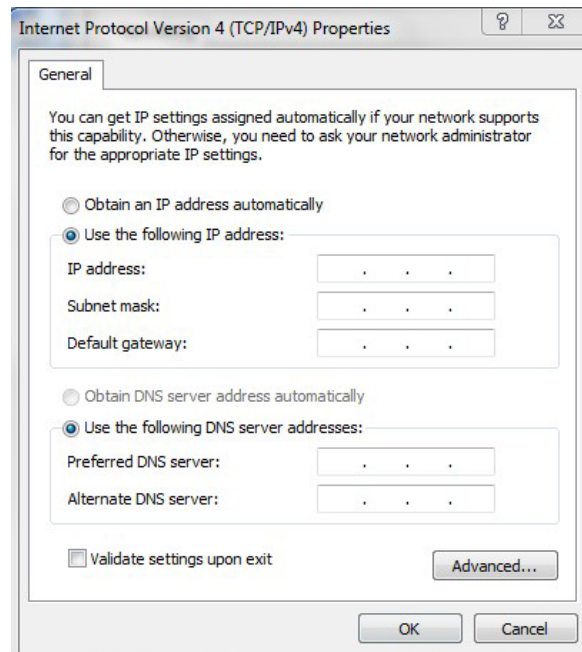 Internet Protocol Version 4 (TCP/IPv4) Properties
General
You can get IP settings assigned automatically if your network supports
this capability. Otherwise, you need to ask your network administrator
for the appropriate IP settings.
Obtain an IP address automatically
Use the following IP address:
IP address: . . .
Subnet mask: . . .
Default gateway: . . .
Obtain DNS server address automatically
Use the following DNS server addresses:
Preferred DNS server: . . .
Alternate DNS server: . . .
Validate settings upon exit
Advanced...
OK Cancel